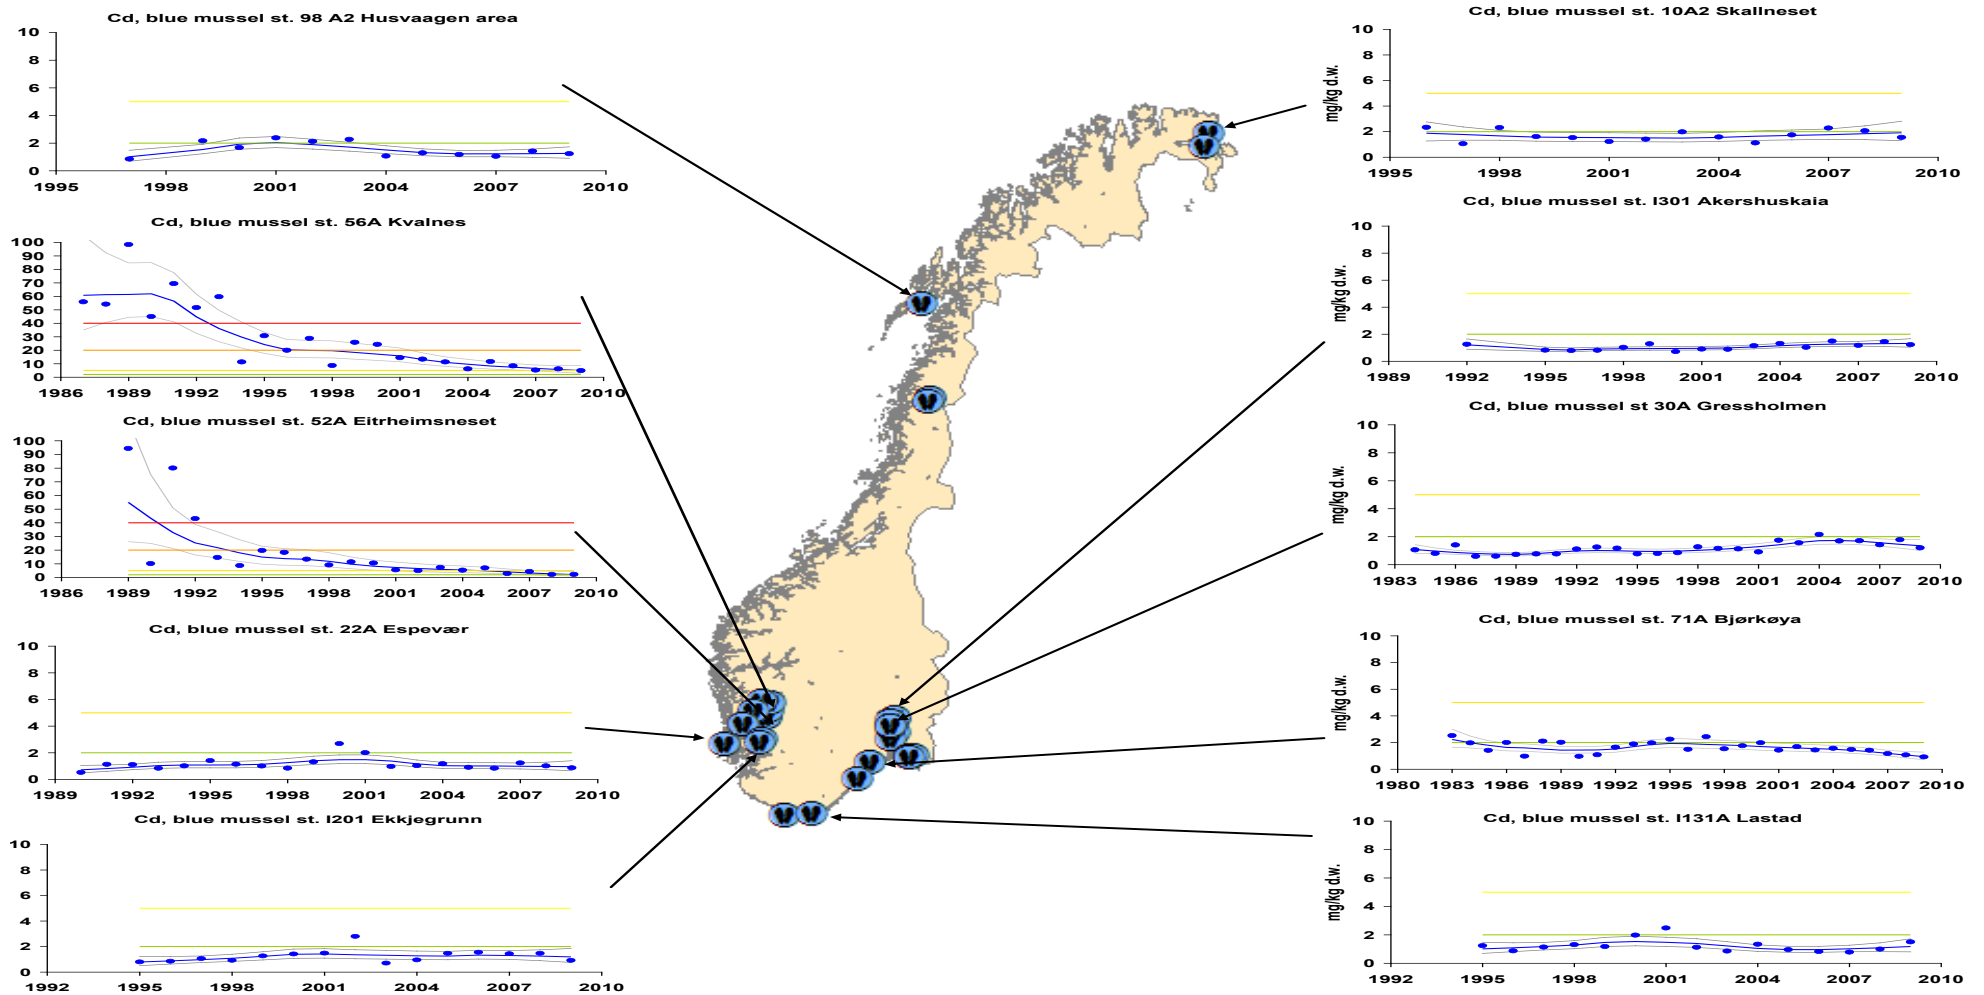 Cd, blue mussel st. 98 A2 Husvaagen area
10
8
6
4
2
0
1995 1998 2001 2004 2007 2010
Cd, blue mussel st. 56A Kvalnes
100
90
80
70
60
50
40
30
20
10
0
1986 1989 1992 1995 1998 2001 2004 2007 2010
Cd, blue mussel st. 52A Eitrheimsneset
100
90
80
70
60
50
40
30
20
10
0
1986 1989 1992 1995 1998 2001 2004 2007 2010
Cd, blue mussel st. 22A Espevær
10
8
6
4
2
0
1989 1992 1995 1998 2001 2004 2007 2010
Cd, blue mussel st. I201 Ekkjegrunn
10
8
6
4
2
0
1992 1995 1998 2001 2004 2007 2010
Cd, blue mussel st. 10A2 Skallneset
mg/kg d.w.
10
8
6
4
2
0
1995 1998 2001 2004 2007 2010
Cd, blue mussel st. I301 Akershuskaia
mg/kg d.w.
10
8
6
4
2
0
1989 1992 1995 1998 2001 2004 2007 2010
Cd, blue mussel st 30A Gressholmen
mg/kg d.w.
10
8
6
4
2
0
1983 1986 1989 1992 1995 1998 2001 2004 2007 2010
Cd, blue mussel st. 71A Bjørkøya
mg/kg d.w.
10
8
6
4
2
0
1980 1983 1986 1989 1992 1995 1998 2001 2004 2007 2010
Cd, blue mussel st. I131A Lastad
mg/kg d.w.
10
8
6
4
2
0
1992 1995 1998 2001 2004 2007 2010